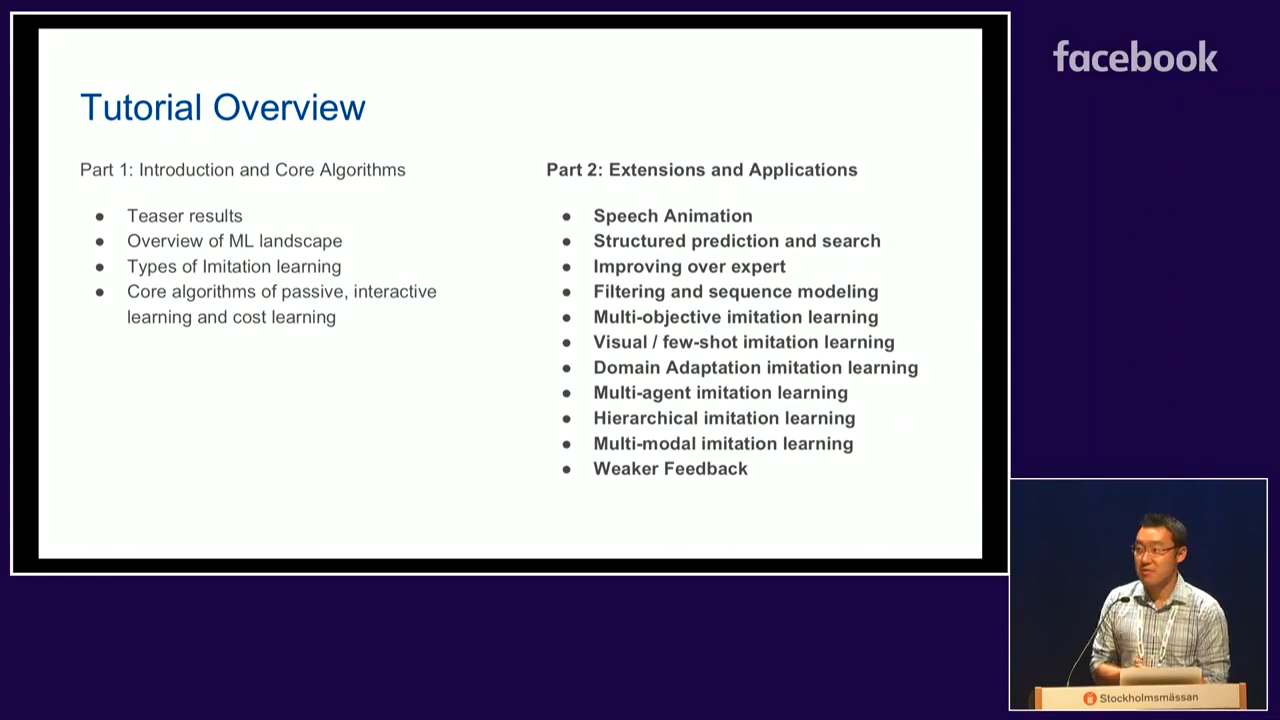 facebook
Tutorial Overview
Part 1: Introduction and Core Algorithms
● Teaser results
● Overview of ML landscape
● Types of Imitation learning
● Core algorithms of passive, interactive
learning and cost learning
Part 2: Extensions and Applications
● Speech Animation
● Structured prediction and search
● Improving over expert
● Filtering and sequence modeling
● Multi-objective imitation learning
● Visual / few-shot imitation learning
● Domain Adaptation imitation learning
● Multi-agent imitation learning
● Hierarchical imitation learning
● Multi-modal imitation learning
● Weaker Feedback
Stockholmsmässan